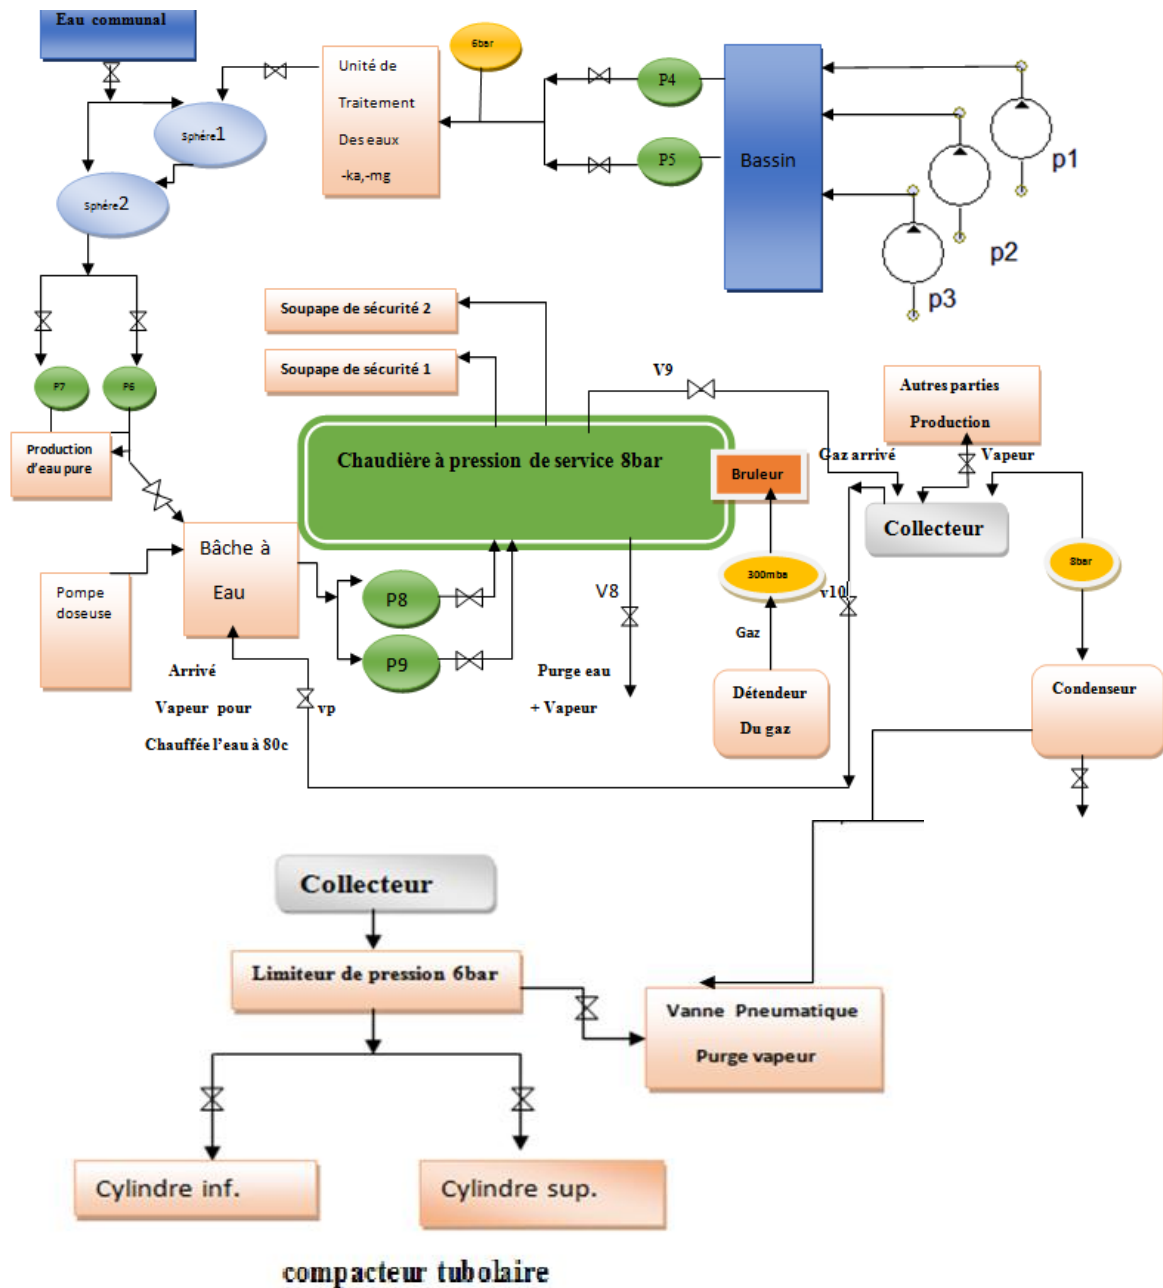 Eau communal
6bar
Unité de
Traitement
Des eaux
-ka,-mg
P4
P5
Bassin
p1
p2
p3
Sphére1
Sphére2
Soupape de sécurité 2
Soupape de sécurité 1
P7
P6
Production
d'eau pure
V9
Autres parties
Production
Chaudière à pression de service 8bar
Bruleur
Gaz arrivé
Vapeur
Collecteur
Bâche à
Eau
Pompe
doseuse
P8
P9
V8
300mba
v10
8bar
Gaz
Arrivé
Vapeur pour
Chauffée l'eau à 80c
vp
Purge eau
+ Vapeur
Détendeur
Du gaz
Condenseur
Collecteur
Limiteur de pression 6bar
Vanne Pneumatique
Purge vapeur
Cylindre inf.
Cylindre sup.
compacteur tubolaire